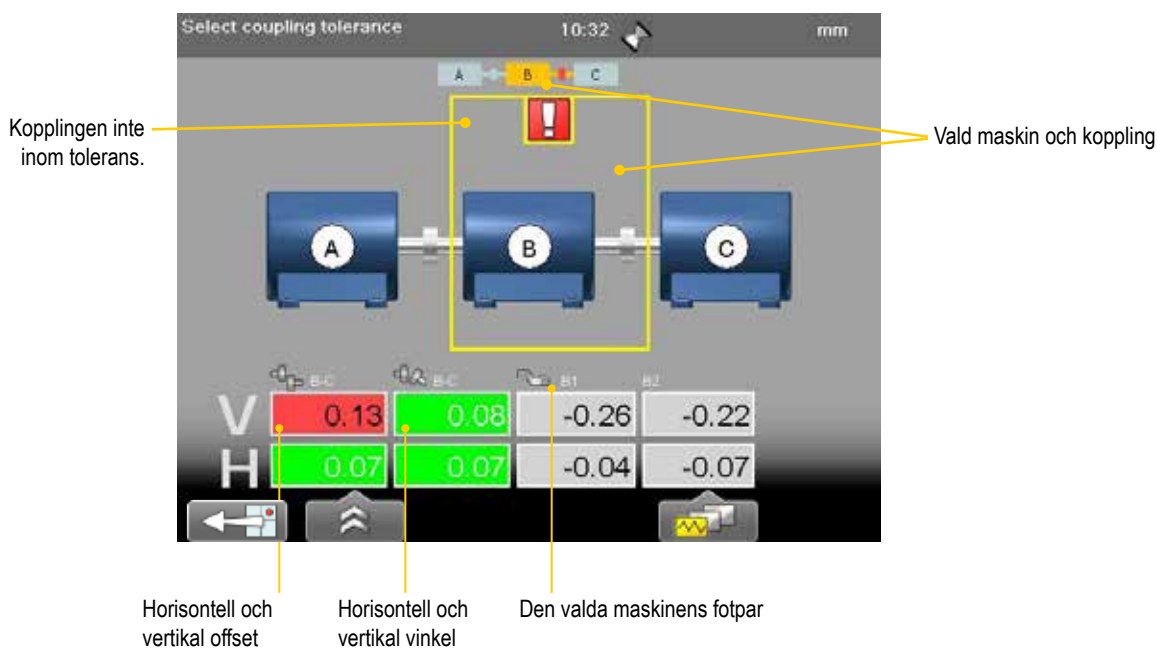 Select coupling tolerance 10:32 mm
A B C
Kopplingen inte
inom tolerans.
Vald maskin och koppling
A B C
B-C B-C B1 B2
V 0.13 0.08 -0.26 -0.22
H 0.07 0.07 -0.04 -0.07
Horisontell och
vertikal offset
Horisontell och
vertikal vinkel
Den valda maskinens fotpar